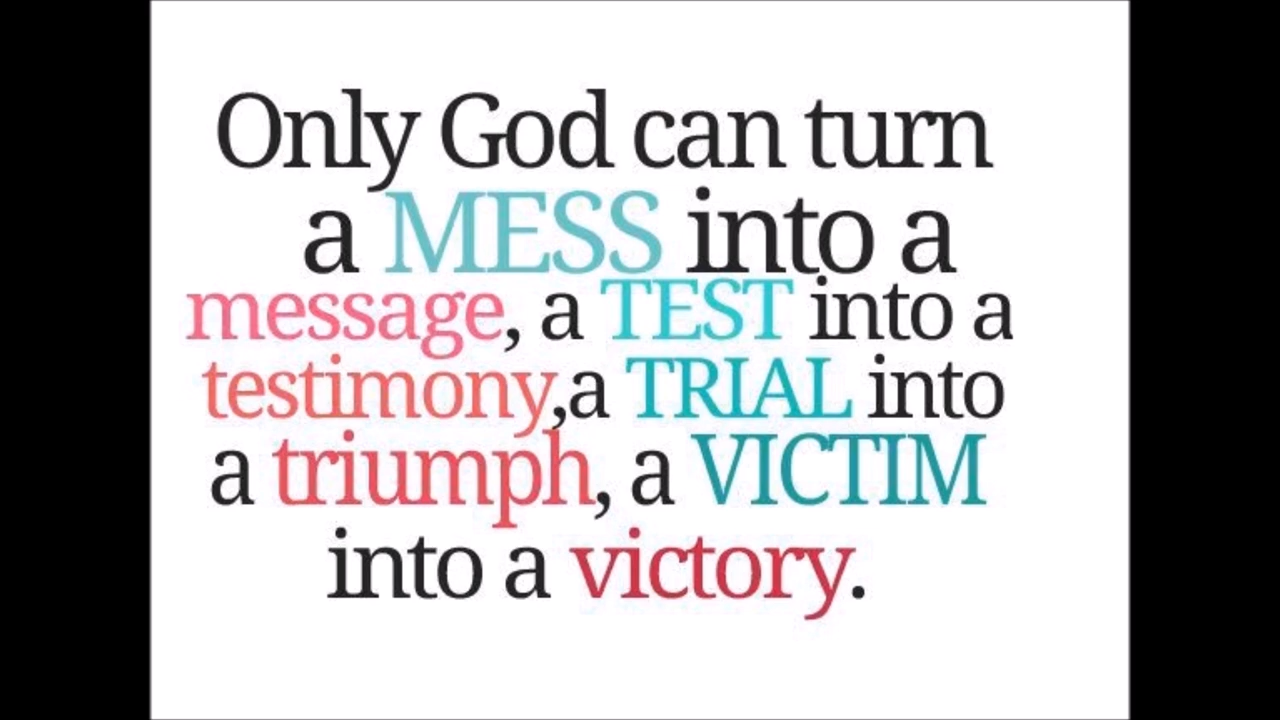 Only God can turn
a MESS into a
message, a TEST into a
testimony,a TRIAL into
a triumph, a VICTIM
into a victory.